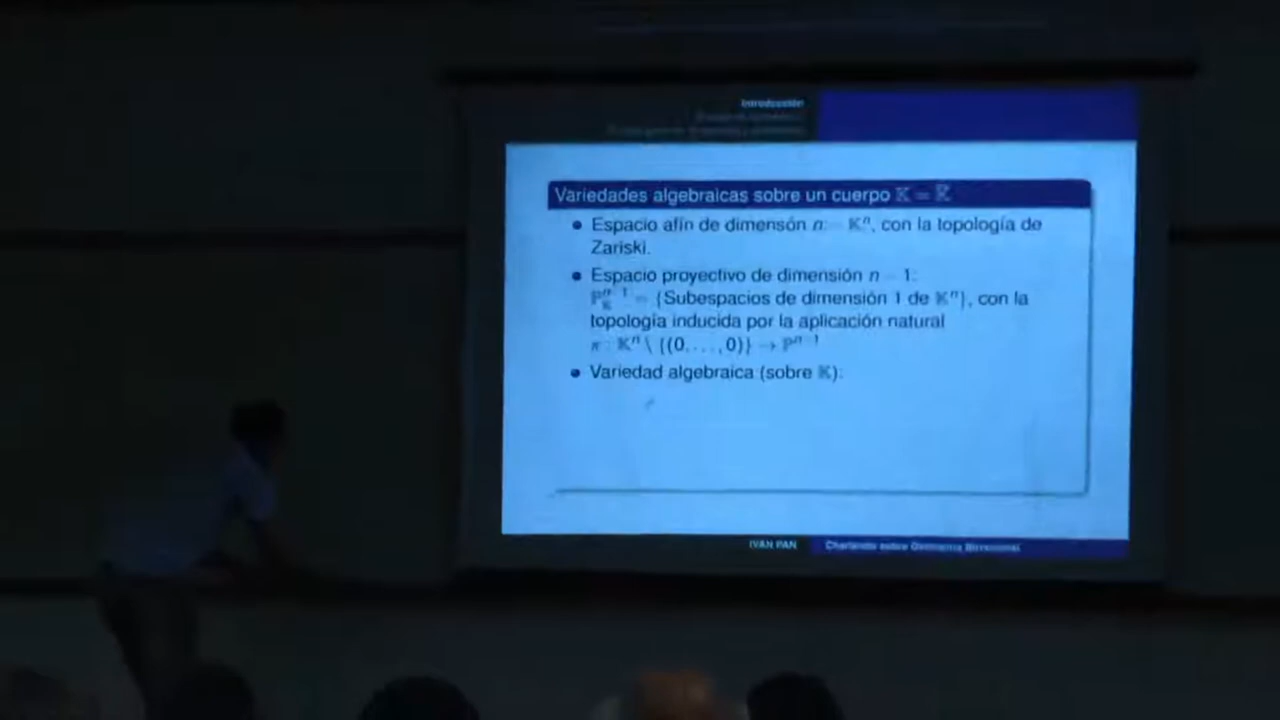 Introducción
Variedades algebraicas sobre un cuerpo 𝕂 = 𝕂̅
Espacio afín de dimensón n: = 𝕂ⁿ, con la topología de
Zariski.
Espacio proyectivo de dimensión n − 1:
ℙⁿ⁻¹_𝕂 = {Subespacios de dimensión 1 de 𝕂ⁿ}, con la
topología inducida por la aplicación natural
π : 𝕂ⁿ \ {(0, . . . , 0)} → ℙⁿ⁻¹
Variedad algebraica (sobre 𝕂):
IVAN PAN Charlando sobre Geometría Birracional